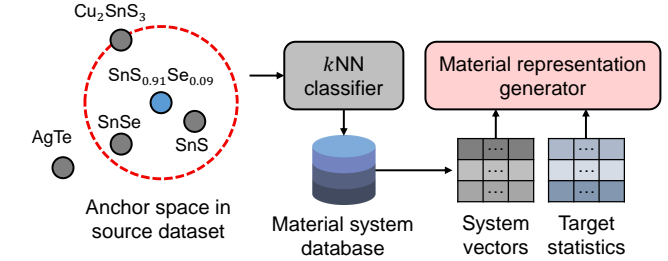 Cu₂SnS₃
SnS₀.₉₁Se₀.₀₉
SnSe
SnS
AgTe
Anchor space in
source dataset
kNN
classifier
Material system
database
Material representation
generator
...
...
...
...
...
...
System
vectors
Target
statistics